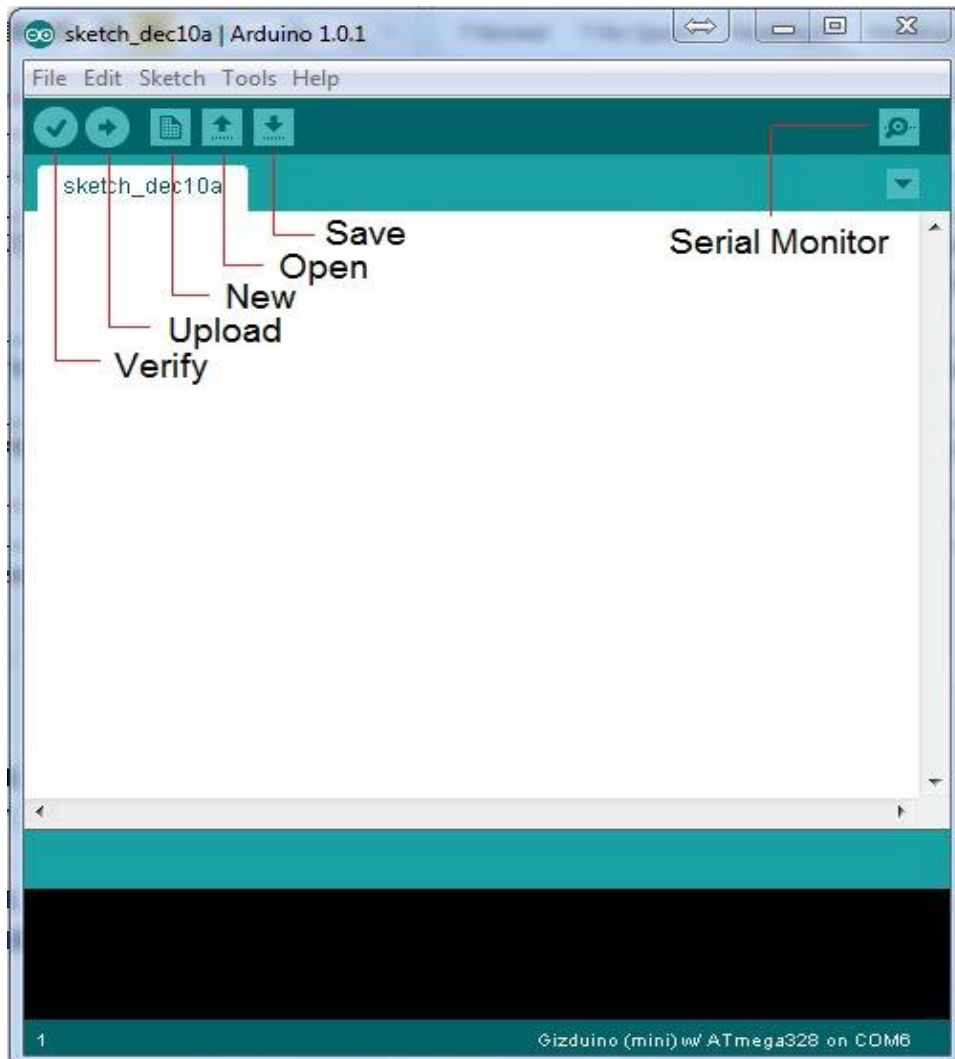 sketch_dec10a | Arduino 1.0.1
File Edit Sketch Tools Help
sketch_dec10a
Save
Open
New
Upload
Verify
Serial Monitor
1
Gizduino (mini) w/ ATmega328 on COM6